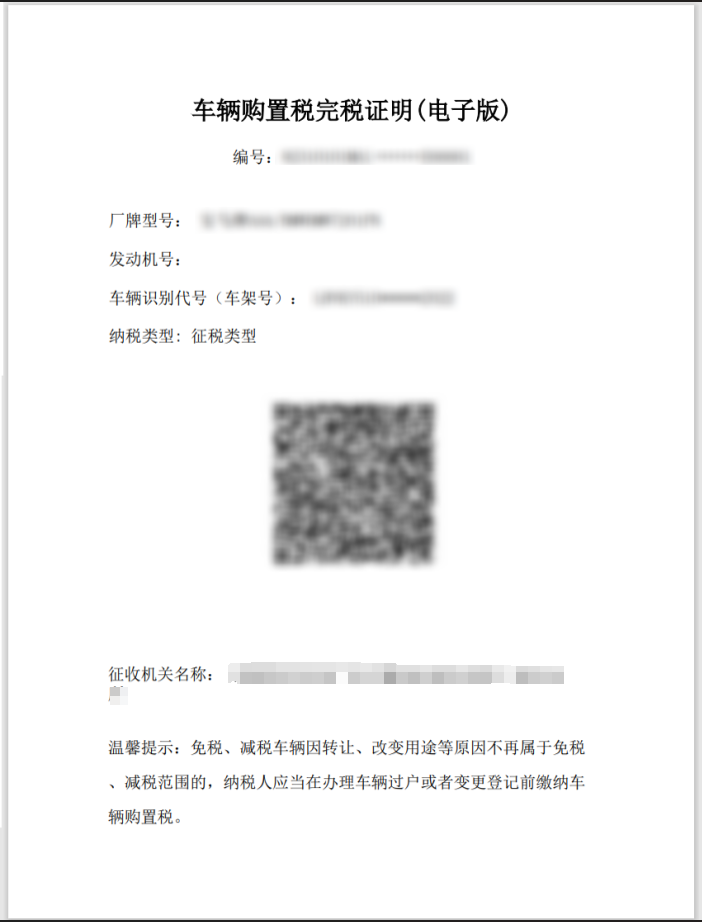 车辆购置税完税证明(电子版)
编号：
厂牌型号：
发动机号：
车辆识别代号（车架号）：
纳税类型: 征税类型
征收机关名称：
温馨提示: 免税、减税车辆因转让、改变用途等原因不再属于免税
、减税范围的，纳税人应当在办理车辆过户或者变更登记前缴纳车
辆购置税。